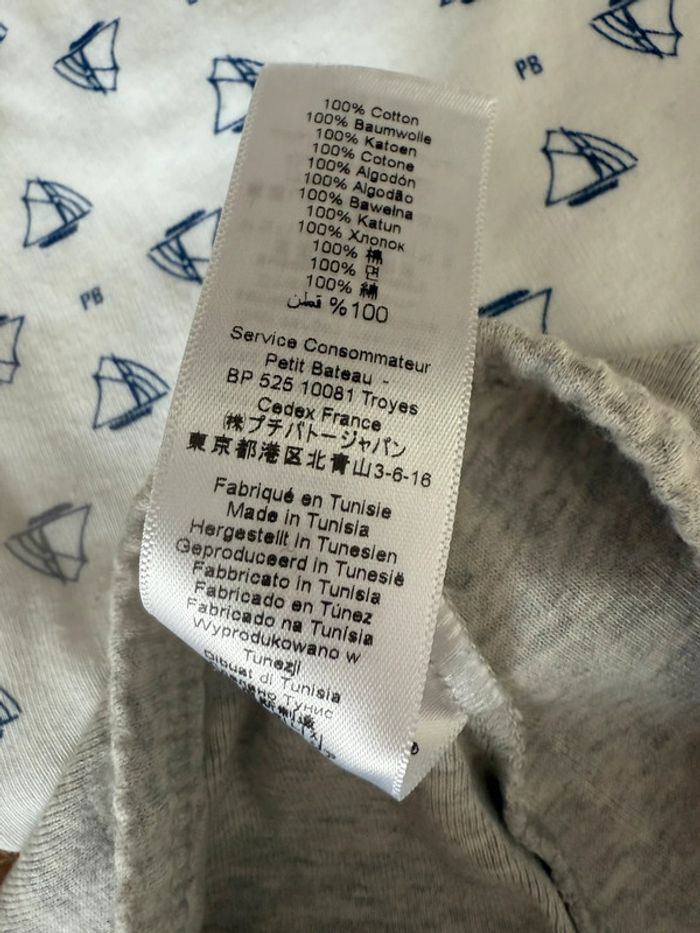 PB
PB
100% Cotton
100% Baumwolle
100% Katoen
100% Cotone
100% Algodón
100% Algodão
100% Bawełna
100% Katun
100% Хлопок
100% 棉
100% 면
100% 綿
100% قطن
Service Consommateur
Petit Bateau -
BP 525 10081 Troyes
Cedex France
(株)プチバトージャパン
東京都港区北青山3-6-16
Fabriqué en Tunisie
Made in Tunisia
Hergestellt in Tunesien
Geproduceerd in Tunesië
Fabbricato in Tunisia
Fabricado en Túnez
Fabricado na Tunísia
Wyprodukowano w
Tunezji
Dibuat di Tunisia
Тунис
®